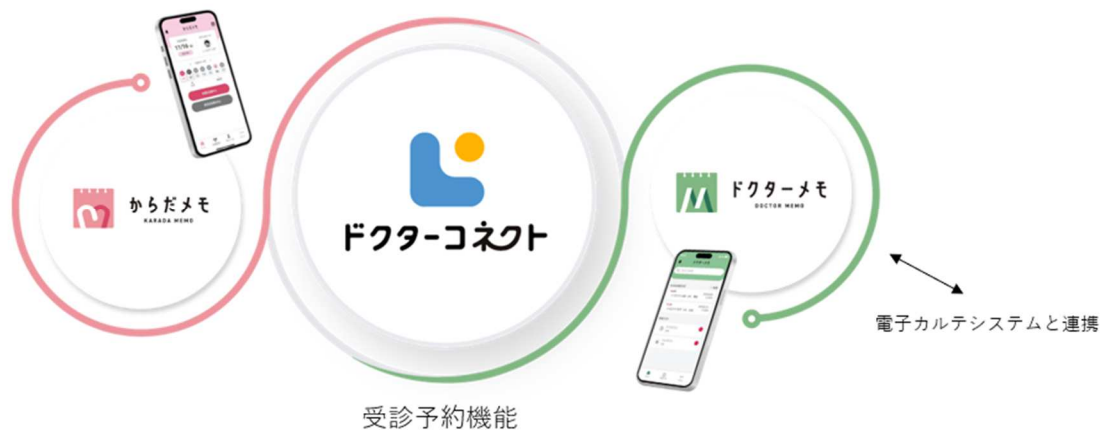 からだメモ
KARADA MEMO
ドクターコネクト
ドクターメモ
DOCTOR MEMO
電子カルテシステムと連携
受診予約機能